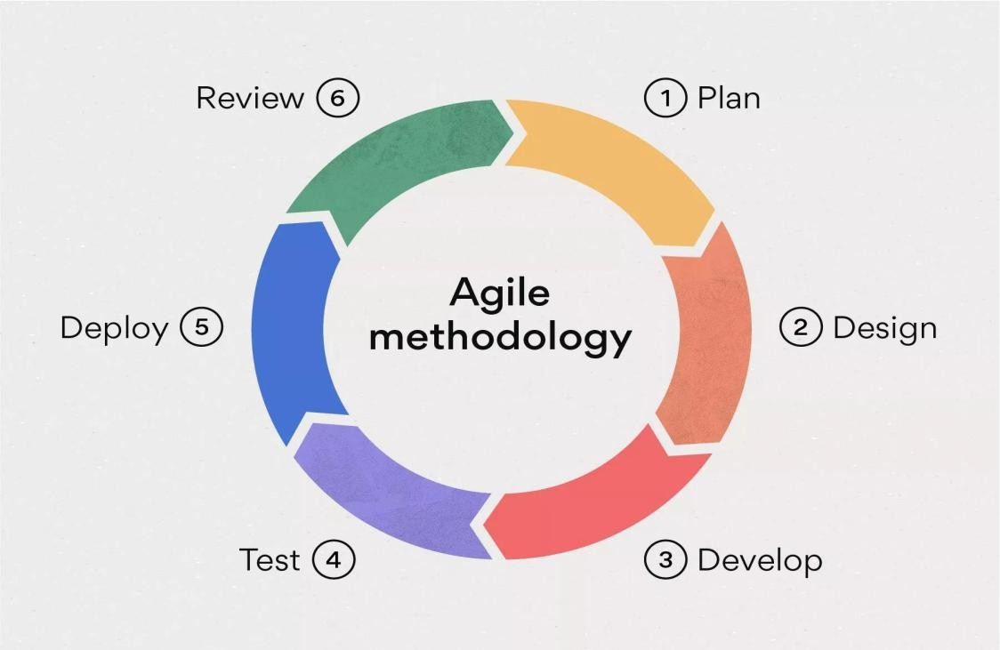 Agile
methodology
1 Plan
2 Design
3 Develop
Test 4
Deploy 5
Review 6